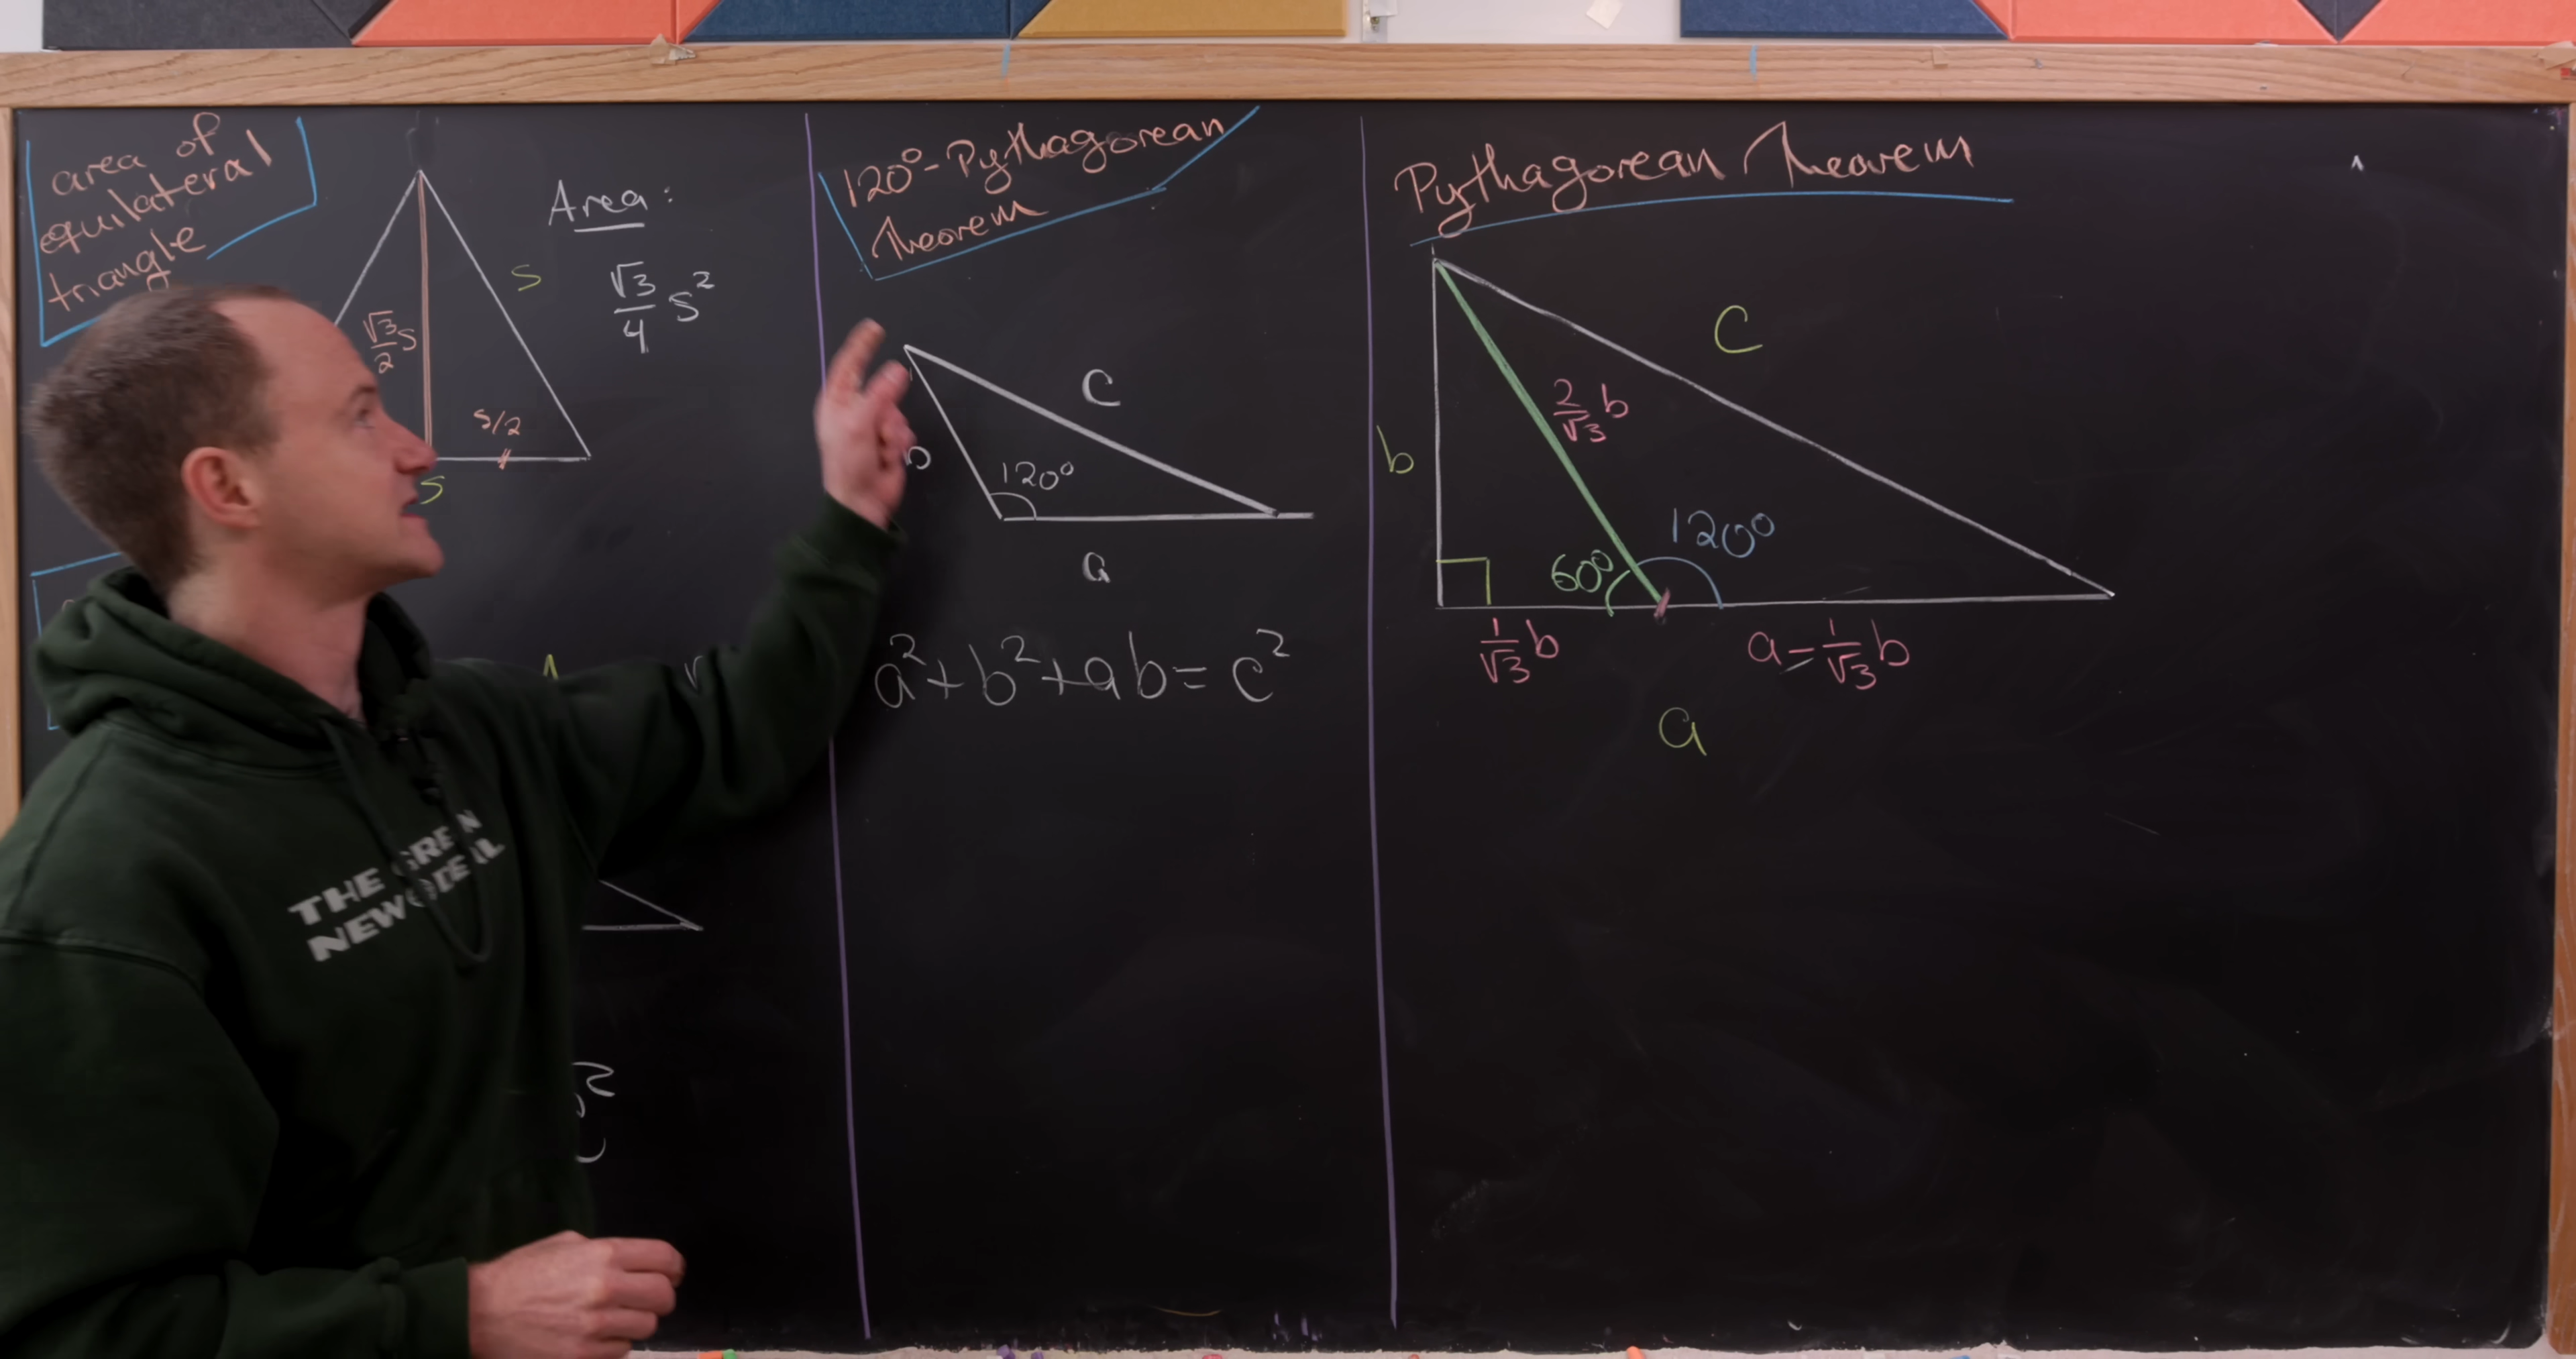 area of
equilateral
triangle
√3/2 s
s
s/2
s
Area:
√3/4 s²
120°-Pythagorean
Theorem
c
b
120°
a
a²+b²+ab=c²
Pythagorean Theorem
c
2/√3 b
b
120°
60°
1/√3 b
a-1/√3 b
a
THE GREEN
NEW DEAL